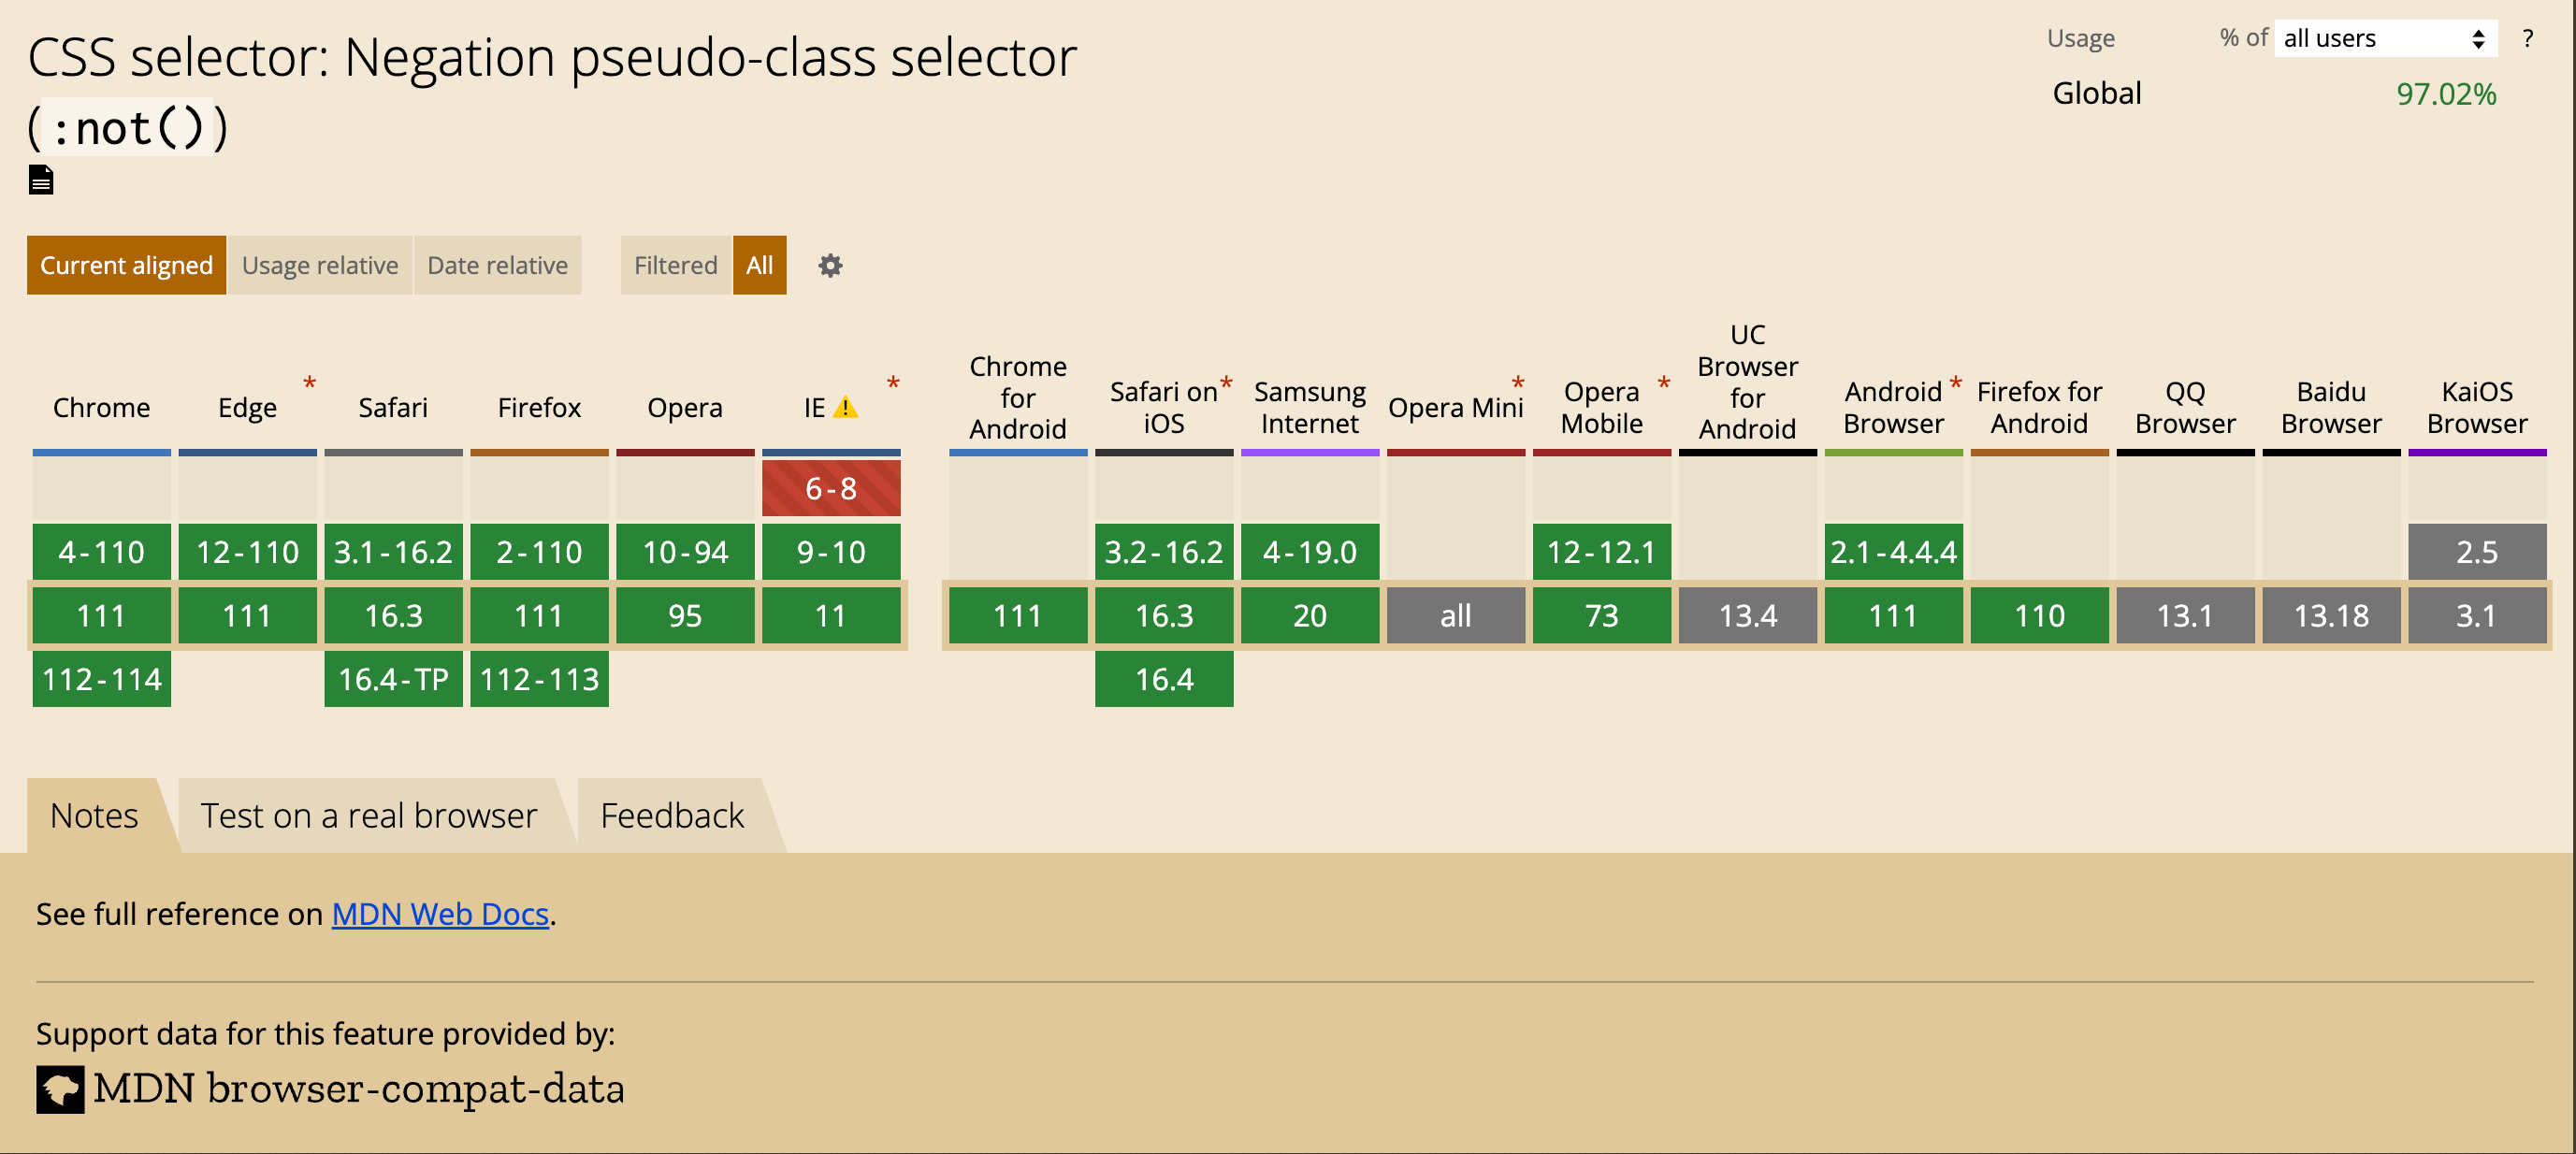 CSS selector: Negation pseudo-class selector
(:not())
Usage % of all users ?
Global 97.02%
Current aligned Usage relative Date relative Filtered All
Chrome Edge * Safari Firefox Opera IE *
Chrome for Android Safari on iOS * Samsung Internet Opera Mini * Opera Mobile * UC Browser for Android Android Browser * Firefox for Android QQ Browser Baidu Browser KaiOS Browser
6-8
4-110 12-110 3.1-16.2 2-110 10-94 9-10 3.2-16.2 4-19.0 12-12.1 2.1-4.4.4 2.5
111 111 16.3 111 95 11 111 16.3 20 all 73 13.4 111 110 13.1 13.18 3.1
112-114 16.4-TP 112-113 16.4
Notes Test on a real browser Feedback
See full reference on MDN Web Docs.
Support data for this feature provided by:
MDN browser-compat-data